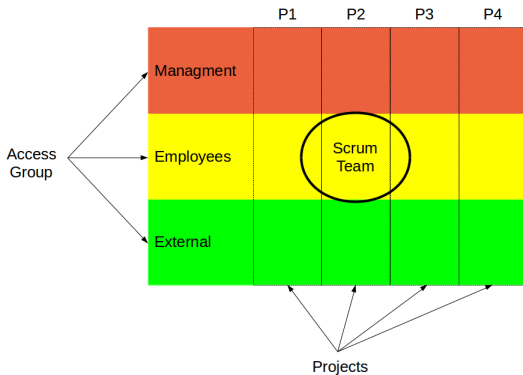 P1 P2 P3 P4
Managment
Access
Group
Employees
Scrum
Team
External
Projects